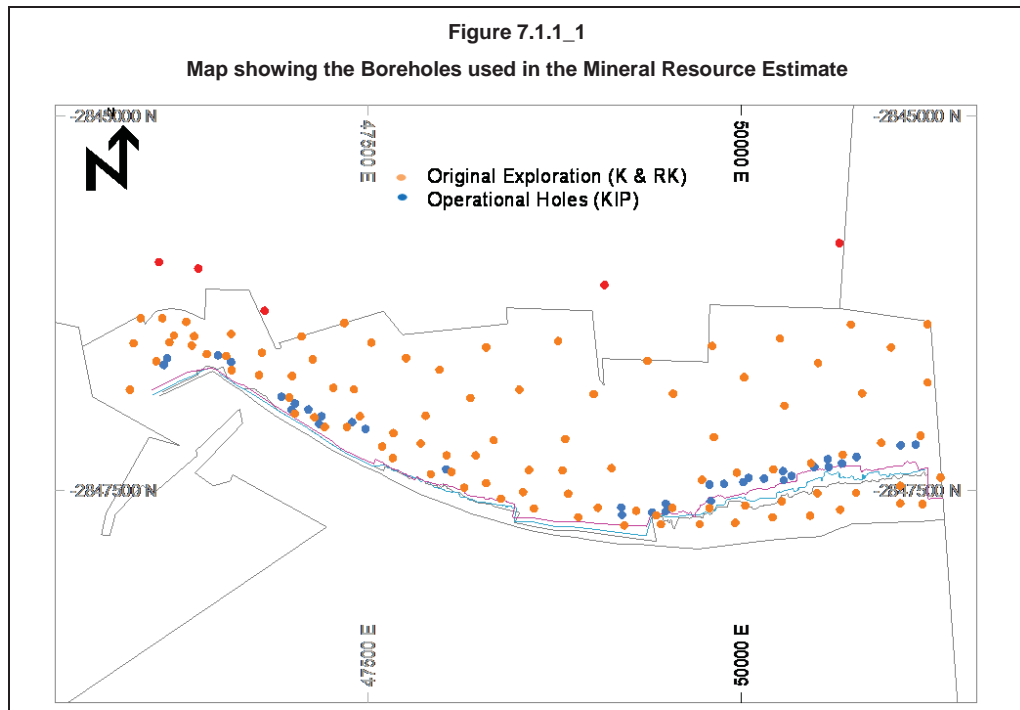 Figure 7.1.1_1
Map showing the Boreholes used in the Mineral Resource Estimate
-2845000 N
47500 E
50000 E
-2845000 N
N
Original Exploration (K & RK)
Operational Holes (KIP)
-2847500 N
-2847500 N
47500 E
50000 E